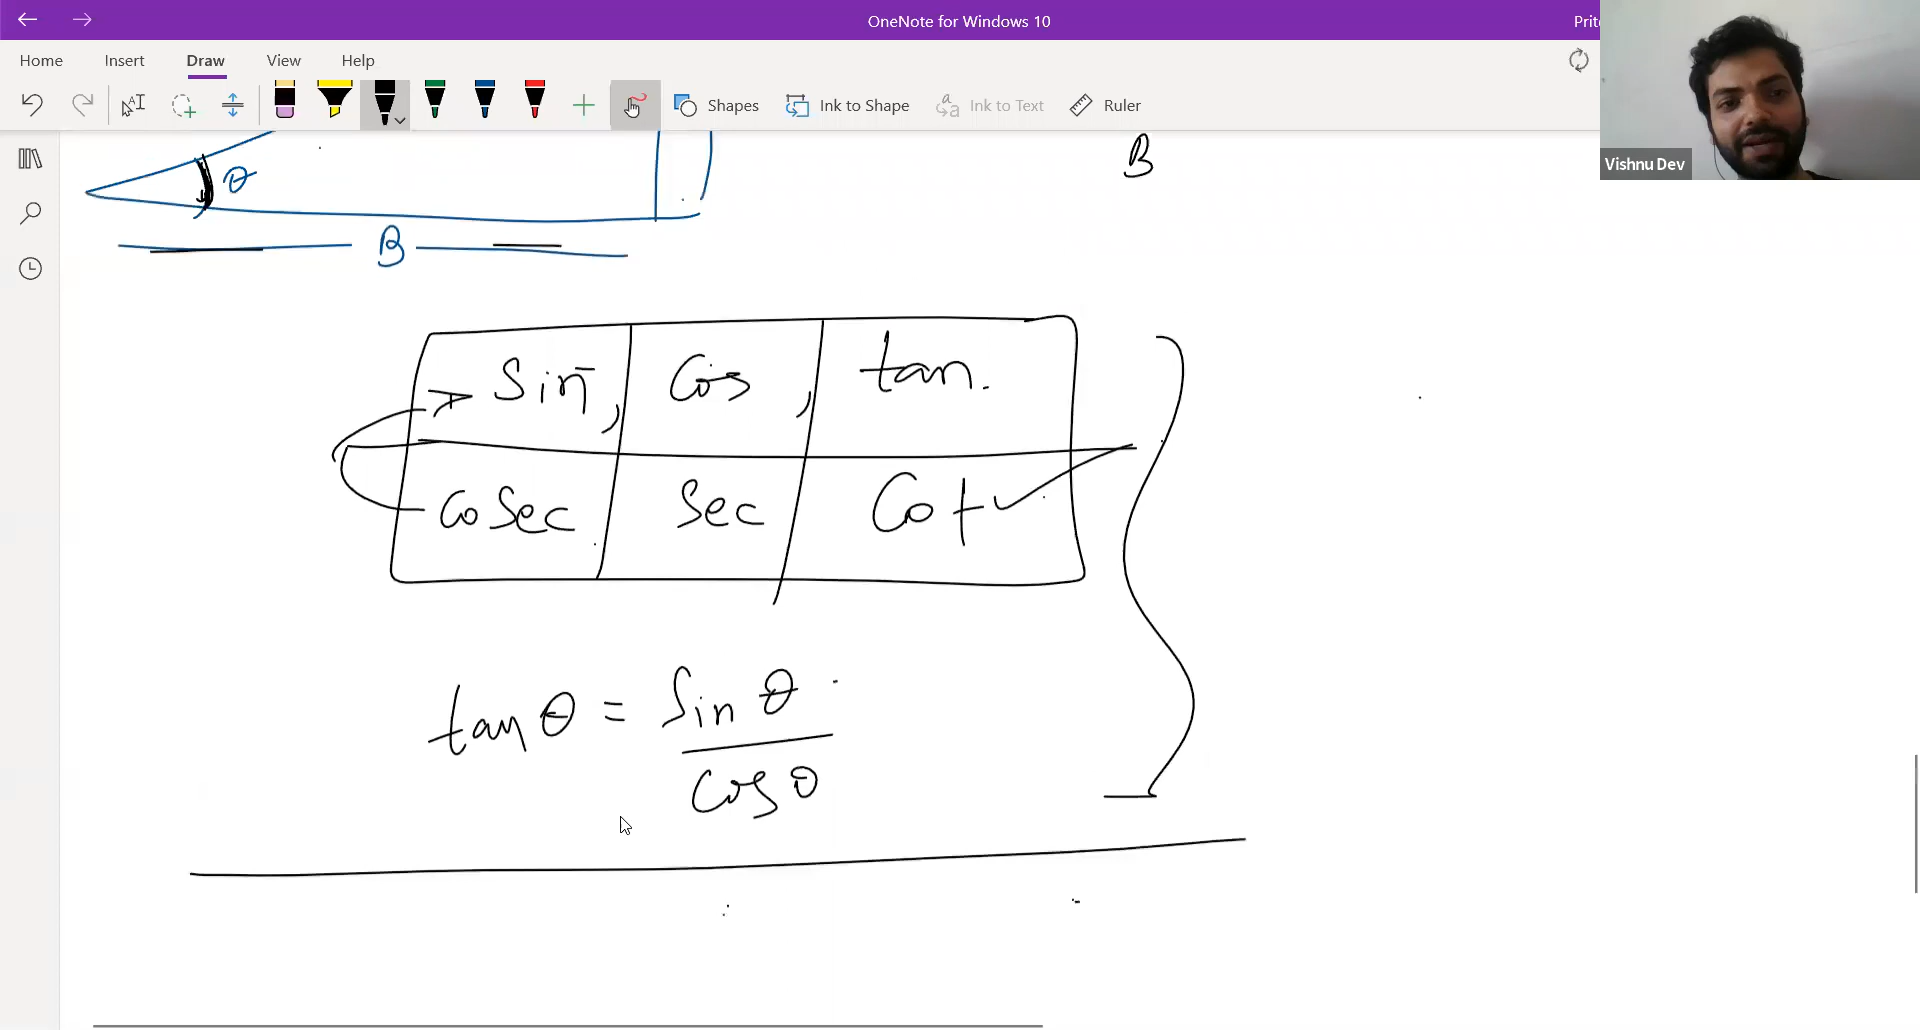 OneNote for Windows 10
Home Insert Draw View Help
Shapes Ink to Shape Ink to Text Ruler
Vishnu Dev
θ
B
B
Sin, Cos, tan.
CoSec Sec Cot
tan θ = Sin θ
Cos θ